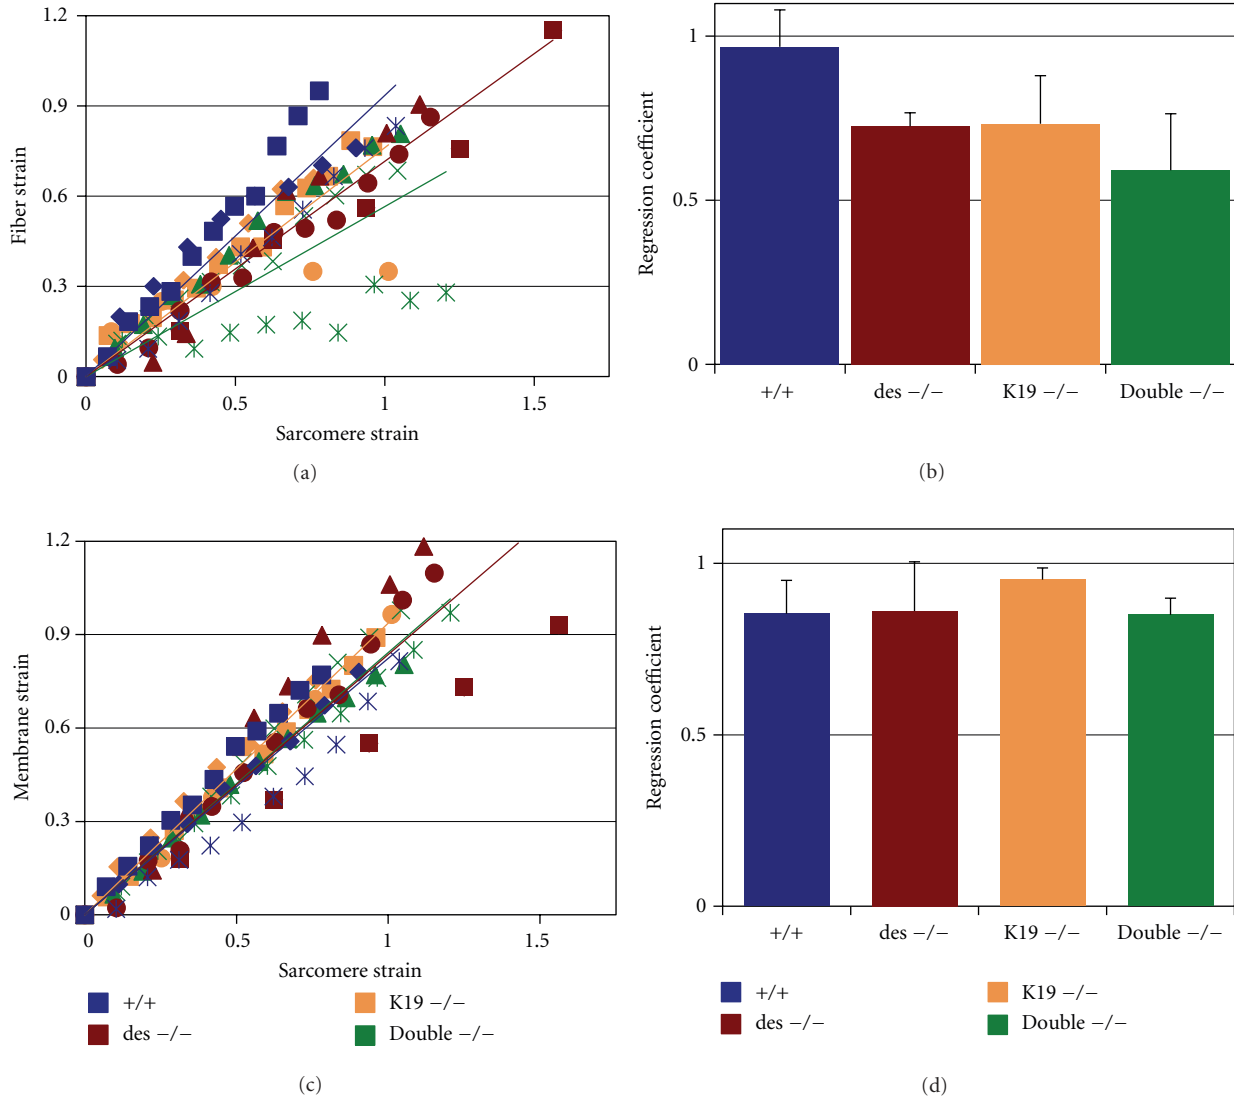 1.2
0.9
0.6
0.3
0
0
0.5
1
1.5
Fiber strain
Sarcomere strain
(a)
1
0.5
0
Regression coefficient
+/+
des −/−
K19 −/−
Double −/−
(b)
1.2
0.9
0.6
0.3
0
0
0.5
1
1.5
Membrane strain
Sarcomere strain
+/+
K19 −/−
des −/−
Double −/−
(c)
1
0.5
0
Regression coefficient
+/+
des −/−
K19 −/−
Double −/−
+/+
K19 −/−
des −/−
Double −/−
(d)